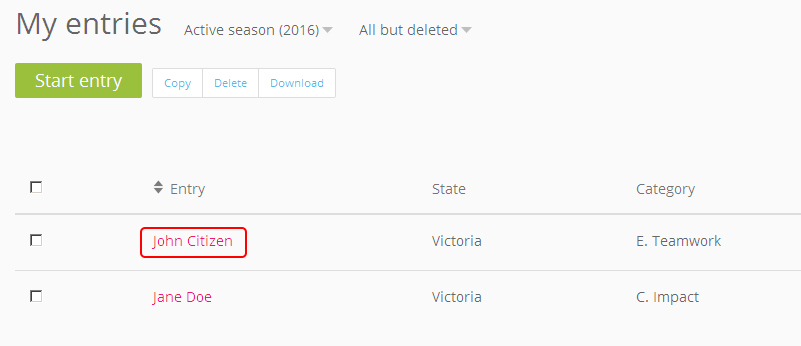 My entries Active season (2016) All but deleted
Start entry Copy Delete Download
Entry State Category
John Citizen Victoria E. Teamwork
Jane Doe Victoria C. Impact